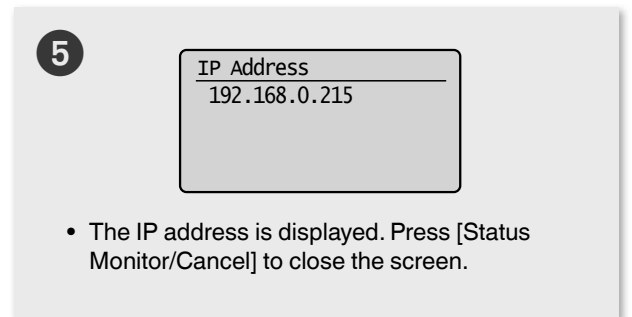 5
IP Address
192.168.0.215
• The IP address is displayed. Press [Status
Monitor/Cancel] to close the screen.